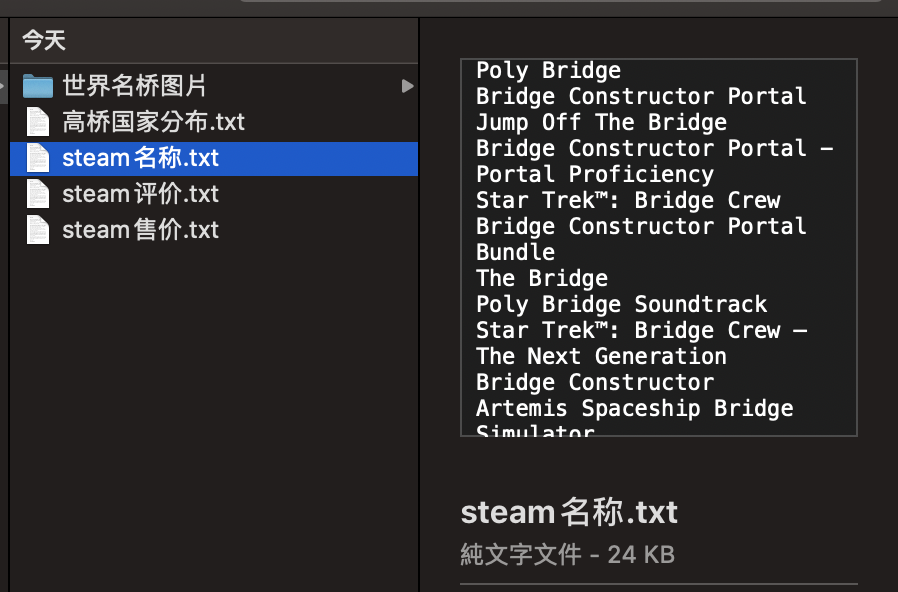 今天
世界名桥图片
高桥国家分布.txt
steam名称.txt
steam评价.txt
steam售价.txt
Poly Bridge
Bridge Constructor Portal
Jump Off The Bridge
Bridge Constructor Portal –
Portal Proficiency
Star Trek™: Bridge Crew
Bridge Constructor Portal
Bundle
The Bridge
Poly Bridge Soundtrack
Star Trek™: Bridge Crew –
The Next Generation
Bridge Constructor
Artemis Spaceship Bridge
Simulator
steam名称.txt
純文字文件 - 24 KB